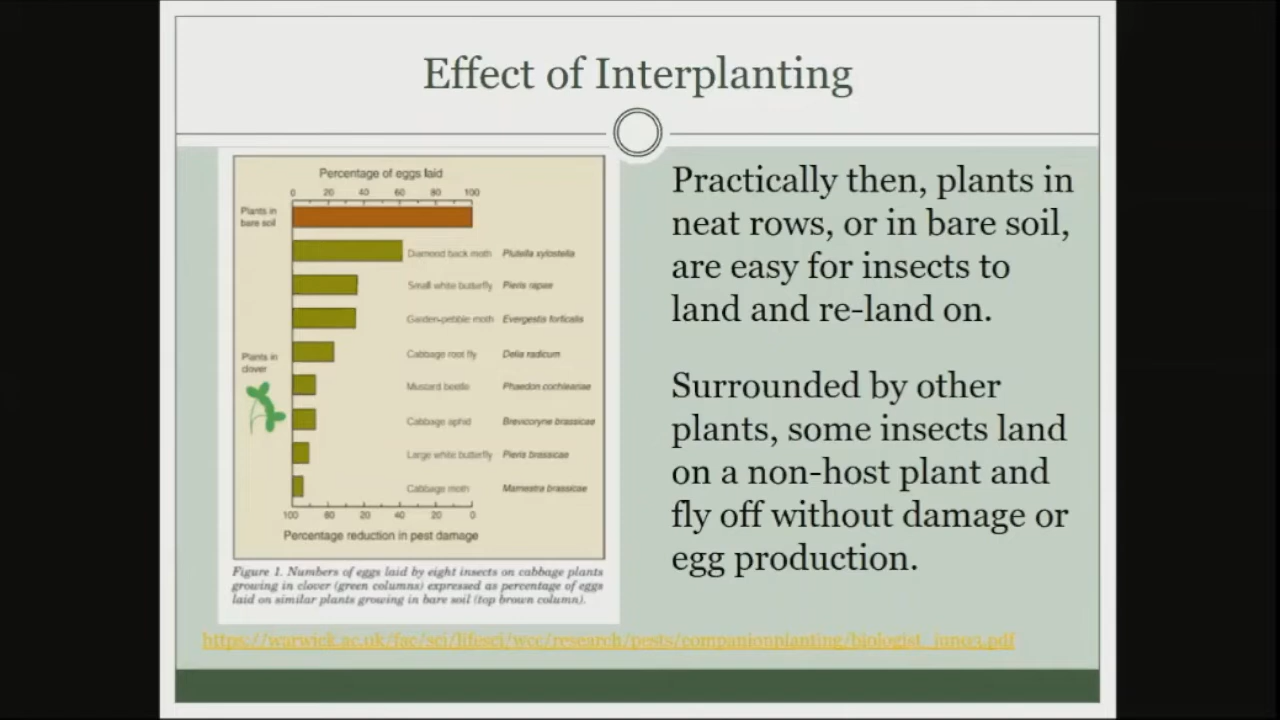 Effect of Interplanting
Percentage of eggs laid
0 20 40 60 80 100
Plants in
bare soil
Diamond back moth Plutella xylostella
Small white butterfly Pieris rapae
Garden-pebble moth Evergestis forficalis
Cabbage root fly Delia radicum
Plants in
clover
Mustard beetle Phaedon cochleariae
Cabbage aphid Brevicoryne brassicae
Large white butterfly Pieris brassicae
Cabbage moth Mamestra brassicae
100 80 20 40 20 0
Percentage reduction in pest damage
Figure 1. Numbers of eggs laid by eight insects on cabbage plants
growing in clover (green columns) expressed as percentage of eggs
laid on similar plants growing in bare soil (top brown column).
Practically then, plants in
neat rows, or in bare soil,
are easy for insects to
land and re-land on.
Surrounded by other
plants, some insects land
on a non-host plant and
fly off without damage or
egg production.
https://warwick.ac.uk/fac/sci/lifesci/wcc/research/pests/companionplanting/biologist_jun03.pdf